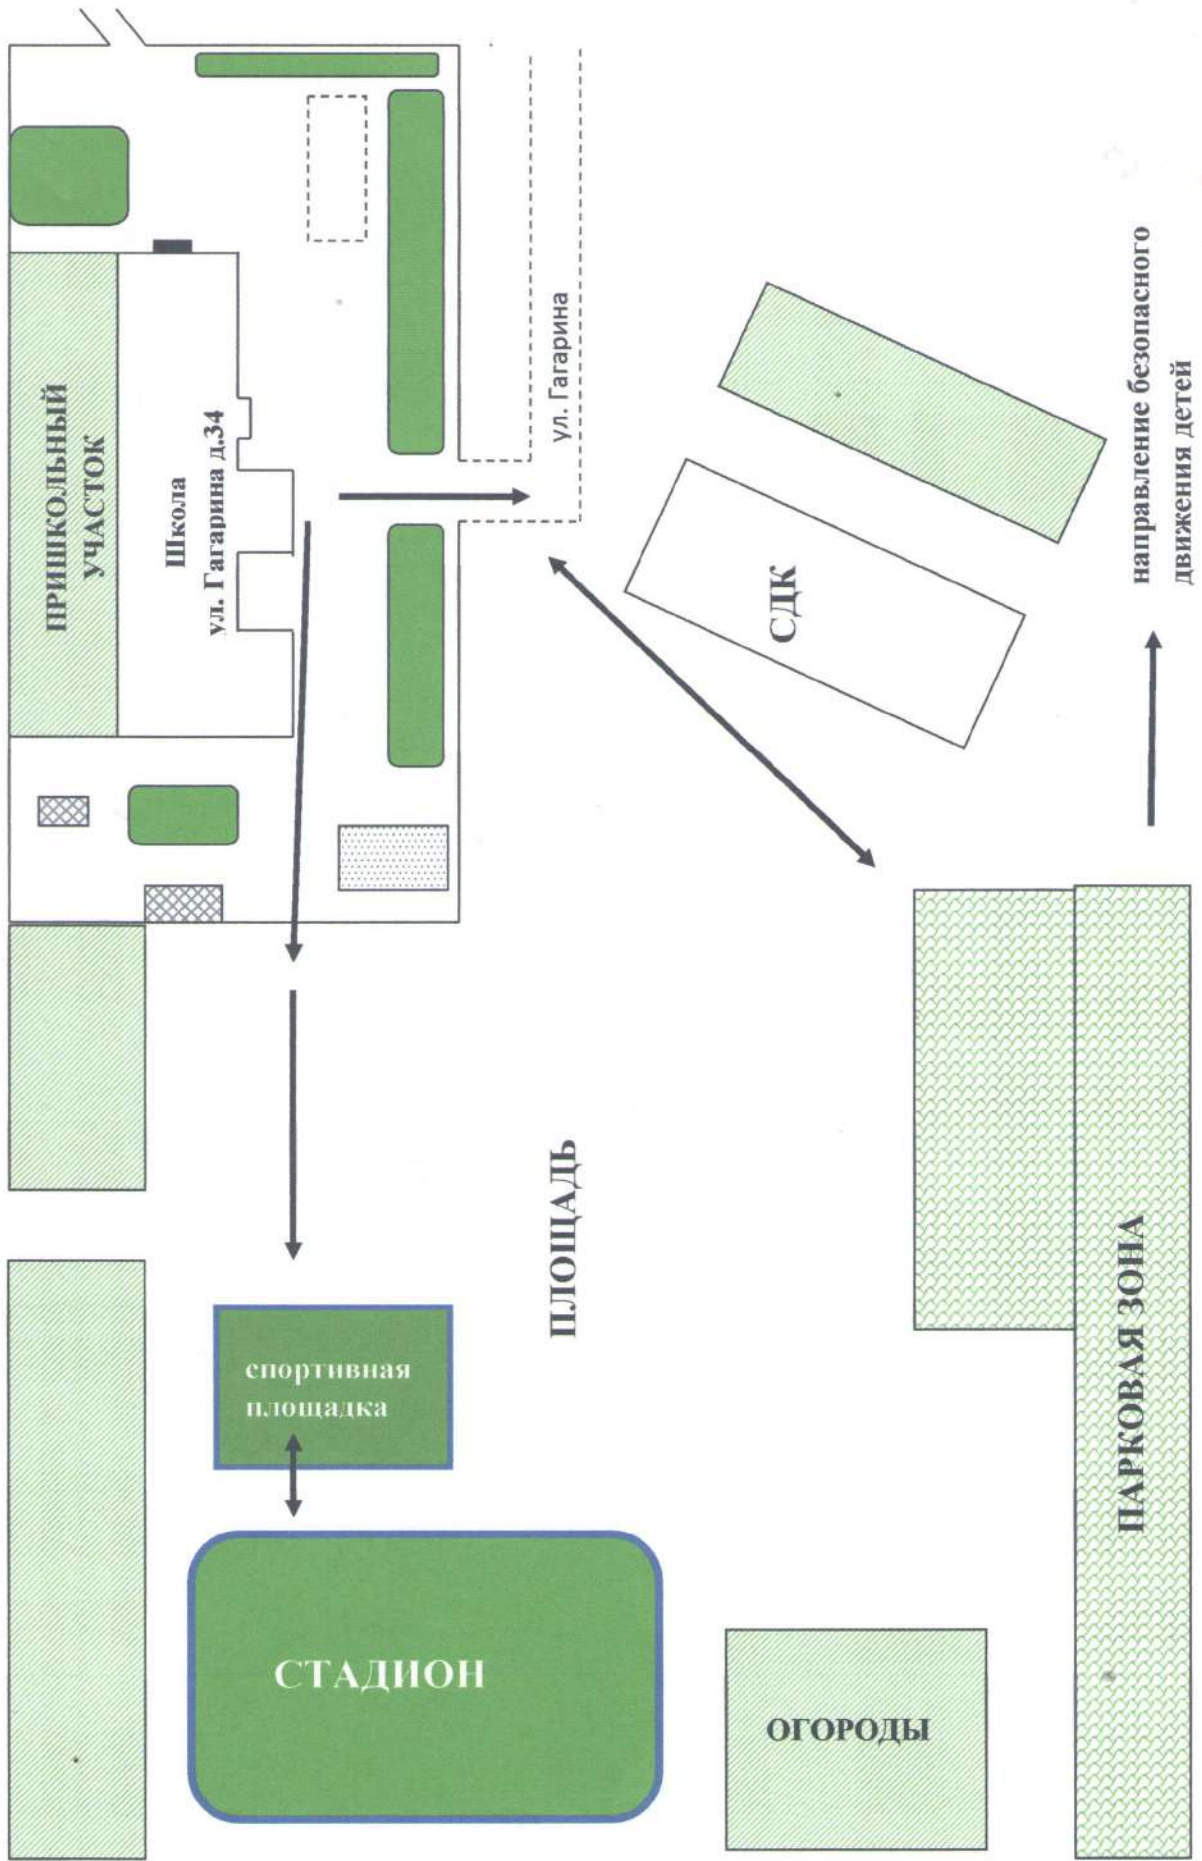 ПРИШКОЛЬНЫЙ
УЧАСТОК
Школа
ул. Гагарина д.34
ул. Гагарина
СДК
направление безопасного
движения детей
ПЛОЩАДЬ
спортивная
площадка
СТАДИОН
ОГОРОДЫ
ПАРКОВАЯ ЗОНА